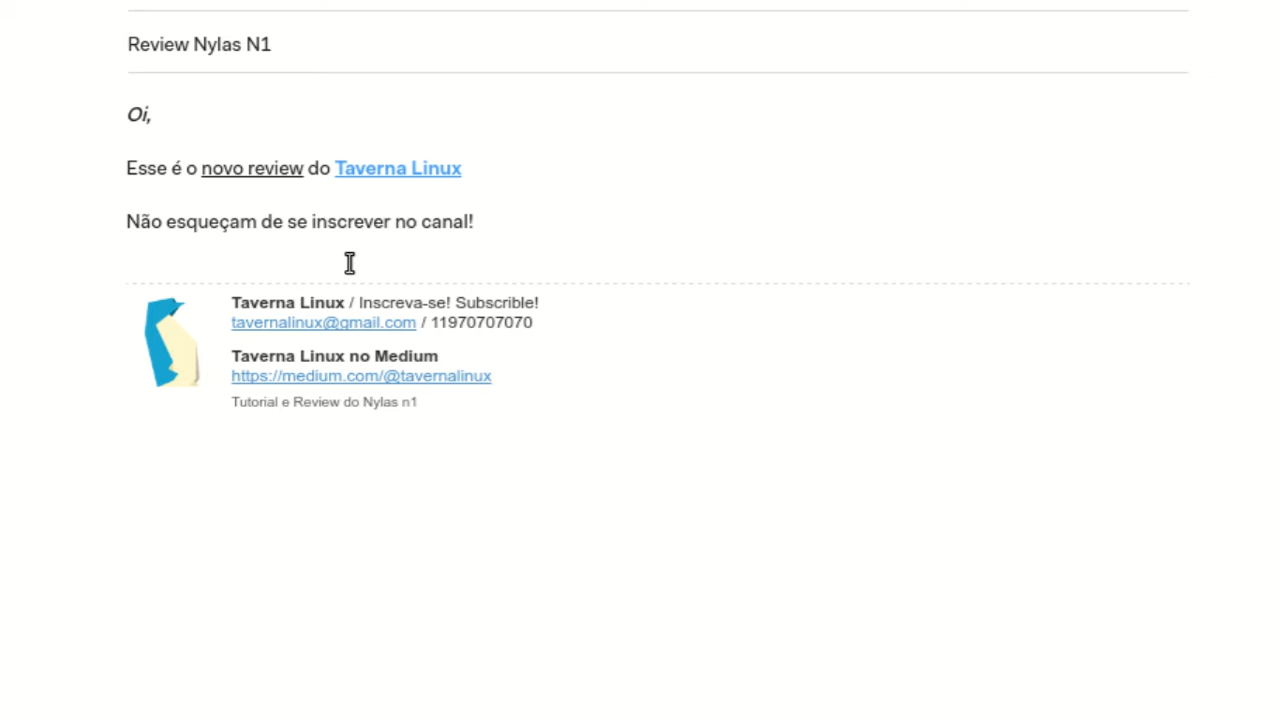 Review Nylas N1
Oi,
Esse é o novo review do Taverna Linux
Não esqueçam de se inscrever no canal!
Taverna Linux / Inscreva-se! Subscrible!
tavernalinux@gmail.com / 11970707070
Taverna Linux no Medium
https://medium.com/@tavernalinux
Tutorial e Review do Nylas n1